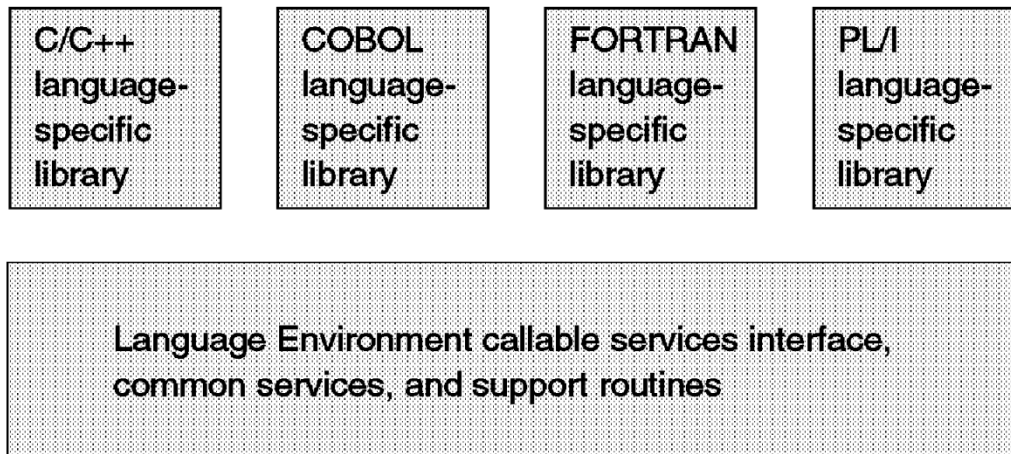 C/C++
language-
specific
library
COBOL
language-
specific
library
FORTRAN
language-
specific
library
PL/I
language-
specific
library
Language Environment callable services interface,
common services, and support routines